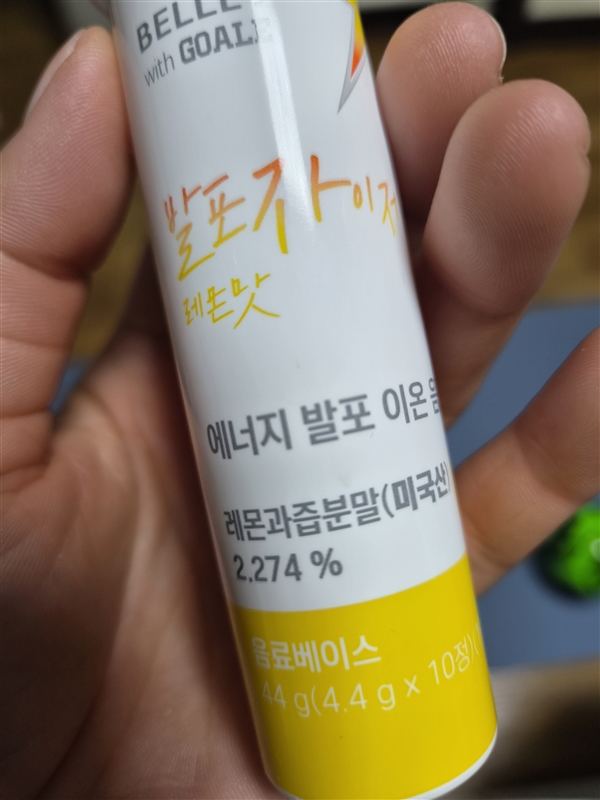 BELLE
with GOALE
발포자이저
레몬맛
에너지 발포 이온음
레몬과즙분말(미국산)
2.274 %
음료베이스
44 g(4.4 g x 10정)(